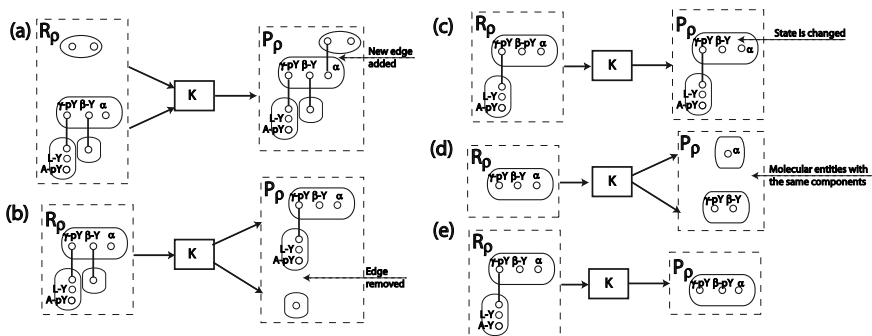 (a)
Rρ
γ-pY β-Y α
L-Y
A-pY
K
Pρ
New edge
added
γ-pY β-Y α
L-Y
A-pY
(b)
Rρ
γ-pY β-Y α
L-Y
A-pY
K
Pρ
γ-pY β-Y α
L-Y
A-pY
Edge
removed
(c)
Rρ
γ-pY β-pY α
L-Y
A-pY
K
Pρ
State is changed
γ-pY β-Y α
L-Y
A-pY
(d)
Rρ
γ-pY β-Y α
K
Pρ
α
Molecular entities with
the same components
γ-pY β-Y
(e)
Rρ
γ-pY β-Y α
L-Y
A-Y
K
Pρ
γ-pY β-pY α